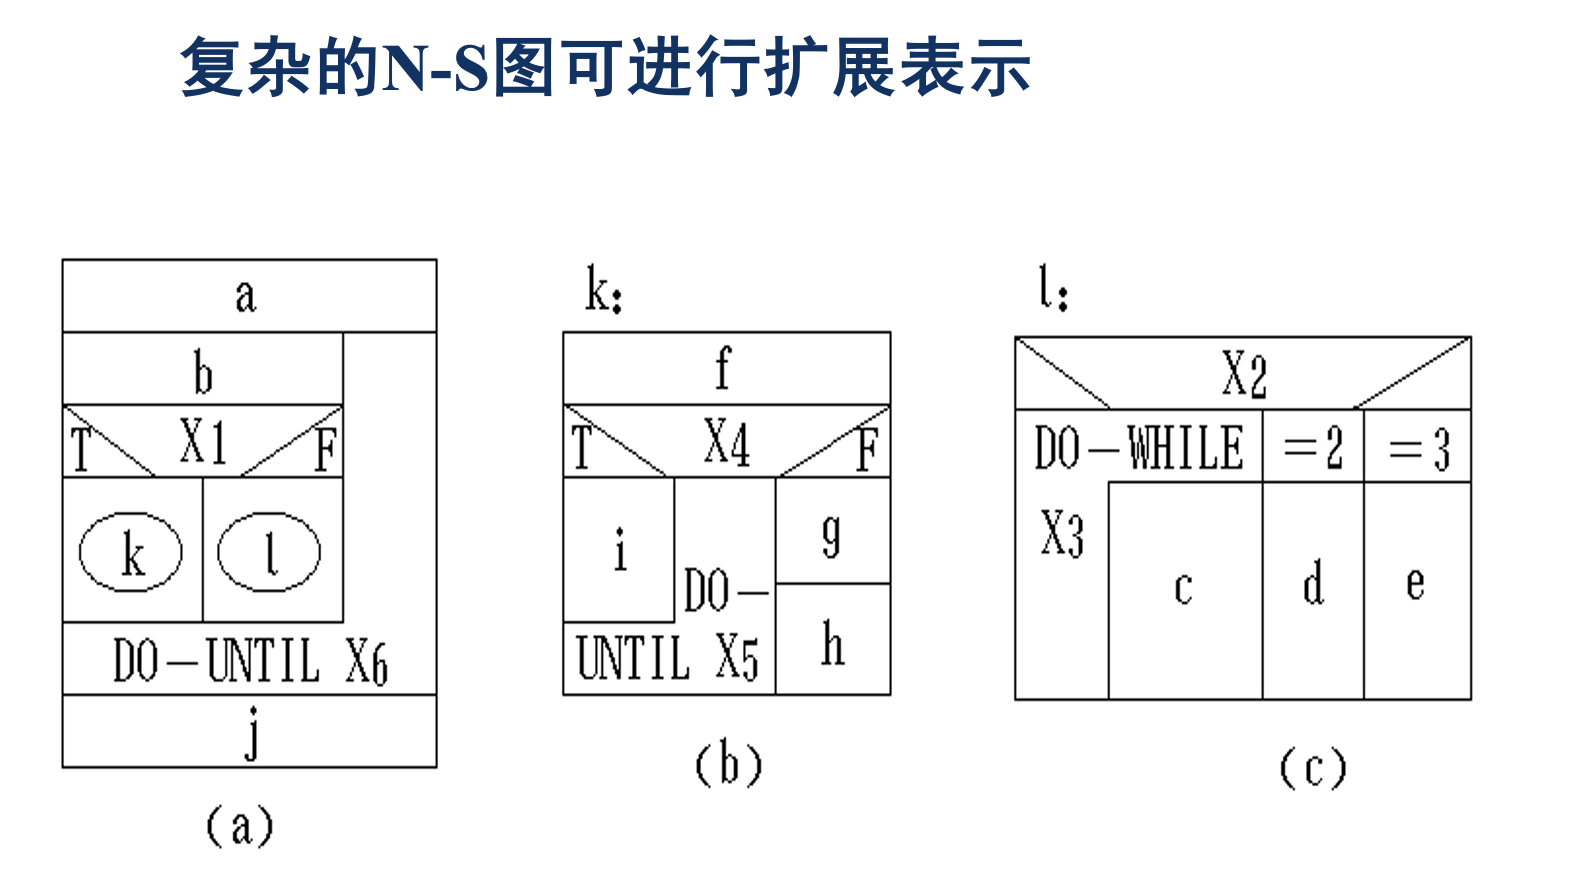 复杂的N-S图可进行扩展表示
a
b
T X1 F
k l
DO-UNTIL X6
j
(a)
k:
f
T X4 F
i
g
DO-
UNTIL X5
h
(b)
l:
X2
DO-WHILE =2 =3
X3
c d e
(c)